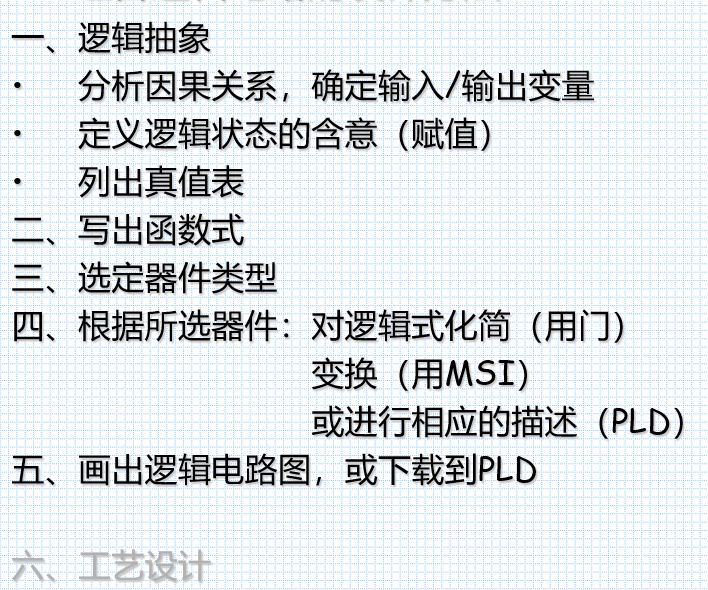 一、逻辑抽象
· 分析因果关系，确定输入/输出变量
· 定义逻辑状态的含意（赋值）
· 列出真值表
二、写出函数式
三、选定器件类型
四、根据所选器件：对逻辑式化简（用门）
变换（用MSI）
或进行相应的描述（PLD）
五、画出逻辑电路图，或下载到PLD
六、工艺设计